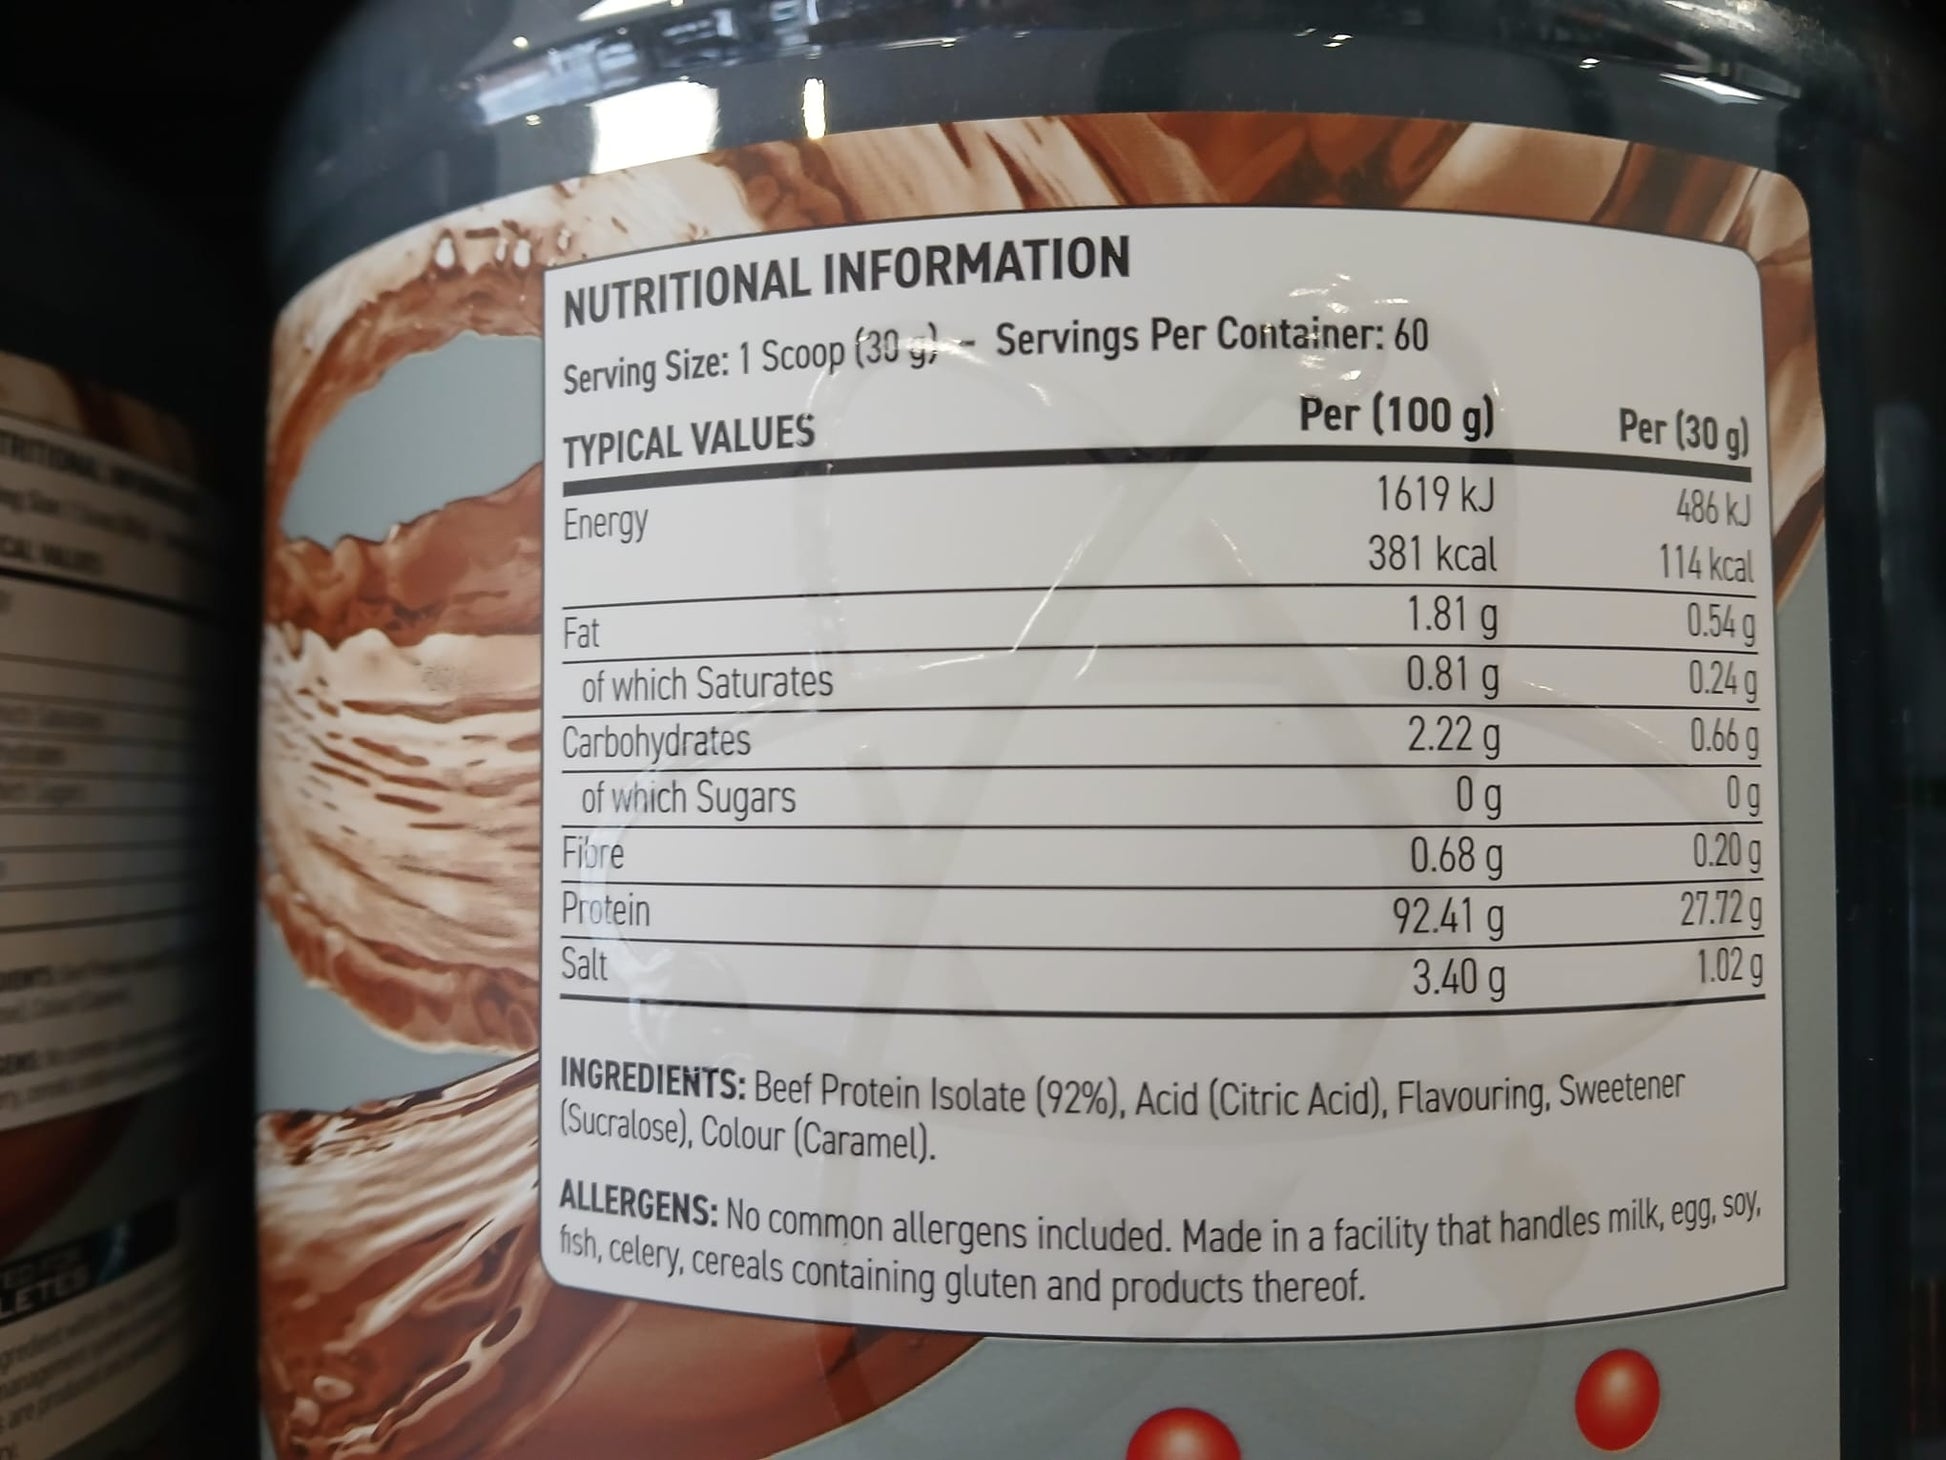 NUTRITIONAL INFORMATION
Serving Size: 1 Scoop (30 g) - Servings Per Container: 60
TYPICAL VALUES Per (100 g) Per (30 g)
Energy 1619 kJ 486 kJ
381 kcal 114 kcal
Fat 1.81 g 0.54 g
of which Saturates 0.81 g 0.24 g
Carbohydrates 2.22 g 0.66 g
of which Sugars 0 g 0 g
Fibre 0.68 g 0.20 g
Protein 92.41 g 27.72 g
Salt 3.40 g 1.02 g
INGREDIENTS: Beef Protein Isolate (92%), Acid (Citric Acid), Flavouring, Sweetener
(Sucralose), Colour (Caramel).
ALLERGENS: No common allergens included. Made in a facility that handles milk, egg, soy,
fish, celery, cereals containing gluten and products thereof.